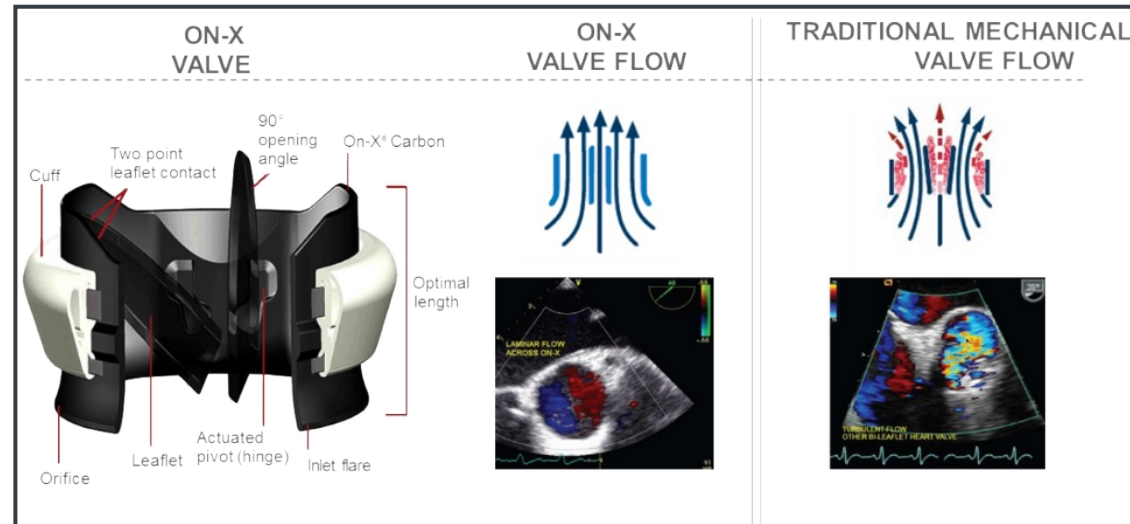 ON-X
VALVE
ON-X
VALVE FLOW
TRADITIONAL MECHANICAL
VALVE FLOW
90°
opening
angle
On-X® Carbon
Two point
leaflet contact
Cuff
Optimal
length
Actuated
pivot (hinge)
Leaflet
Inlet flare
Orifice
LAMINAR FLOW
ACROSS ON-X
TURBULENT FLOW
OTHER BI-LEAFLET HEART VALVE